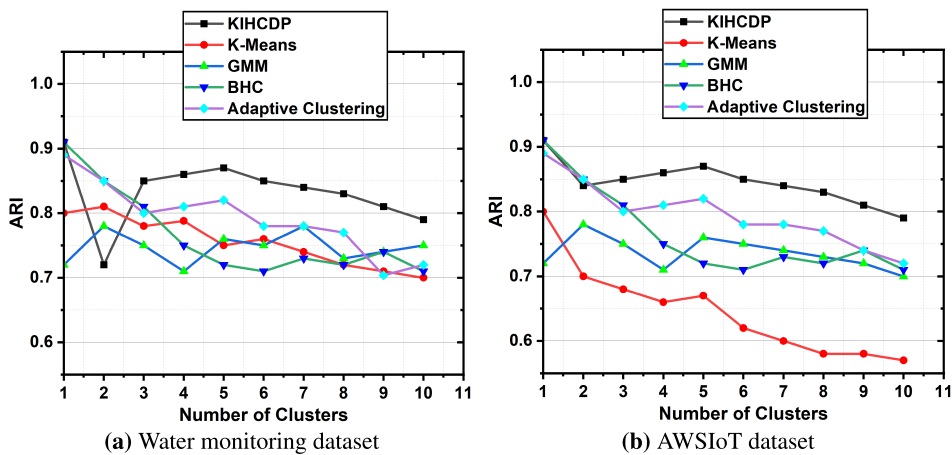 KIHCDP
K-Means
GMM
BHC
Adaptive Clustering
1.0
0.9
0.8
0.7
0.6
ARI
1 2 3 4 5 6 7 8 9 10 11
Number of Clusters
(a) Water monitoring dataset
KIHCDP
K-Means
GMM
BHC
Adaptive Clustering
1.0
0.9
0.8
0.7
0.6
ARI
1 2 3 4 5 6 7 8 9 10 11
Number of Clusters
(b) AWSIoT dataset